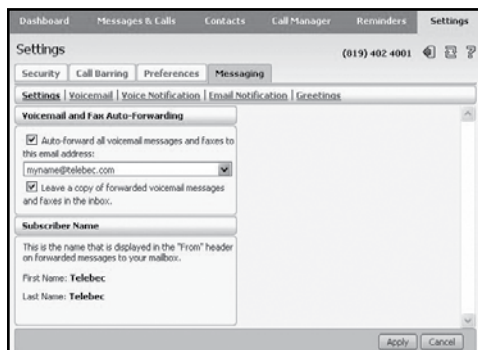 Dashboard Messages & Calls Contacts Call Manager Reminders Settings
Settings (819) 402 4001 ?
Security Call Barring Preferences Messaging
Settings | Voicemail | Voice Notification | Email Notification | Greetings
Voicemail and Fax Auto-Forwarding
Auto-forward all voicemail messages and faxes to
this email address:
myname@telebec.com
Leave a copy of forwarded voicemail messages
and faxes in the inbox.
Subscriber Name
This is the name that is displayed in the "From" header
on forwarded messages to your mailbox.
First Name: Telebec
Last Name: Telebec
Apply Cancel